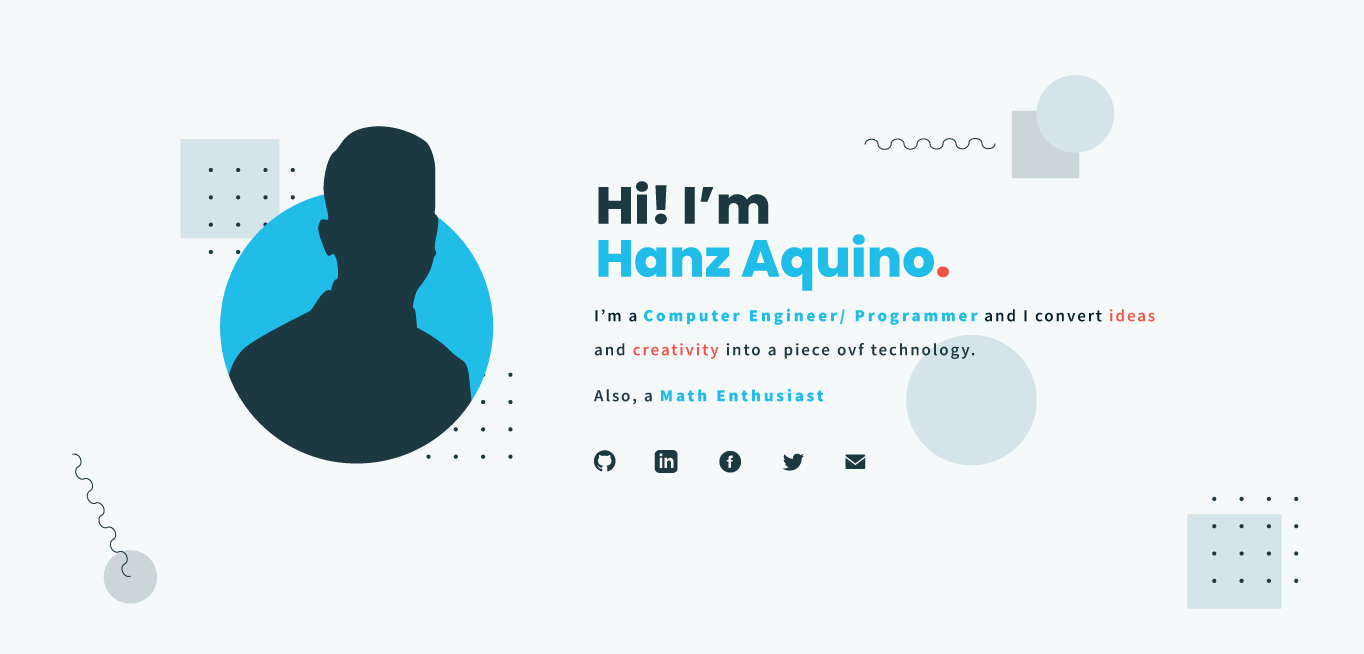 Hi! I’m
Hanz Aquino.
I’m a Computer Engineer/ Programmer and I convert ideas
and creativity into a piece ovf technology.
Also, a Math Enthusiast